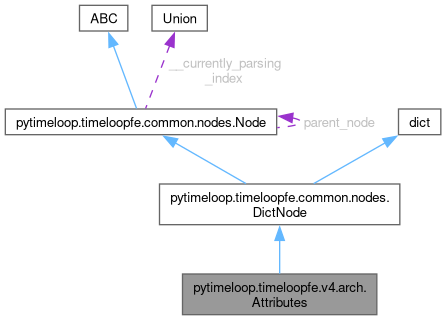 ABC
Union
__currently_parsing
_index
pytimeloop.timeloopfe.common.nodes.Node
parent_node
dict
pytimeloop.timeloopfe.common.nodes.
DictNode
pytimeloop.timeloopfe.v4.arch.
Attributes